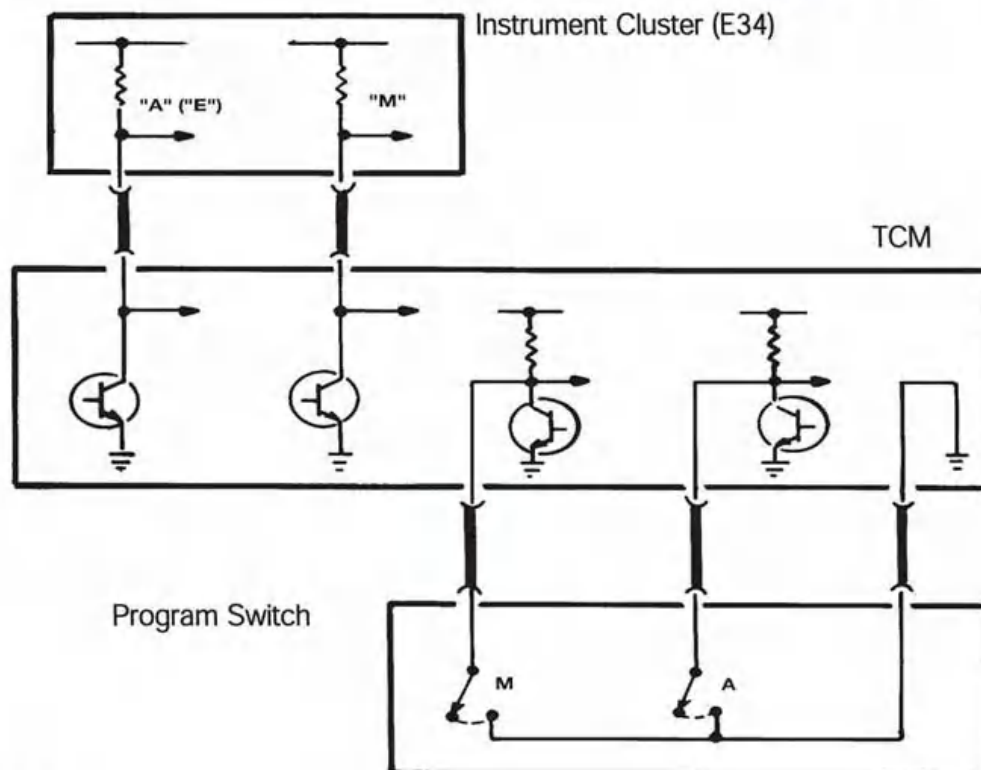 Instrument Cluster (E34)
"A" ("E")
"M"
TCM
Program Switch
M
A